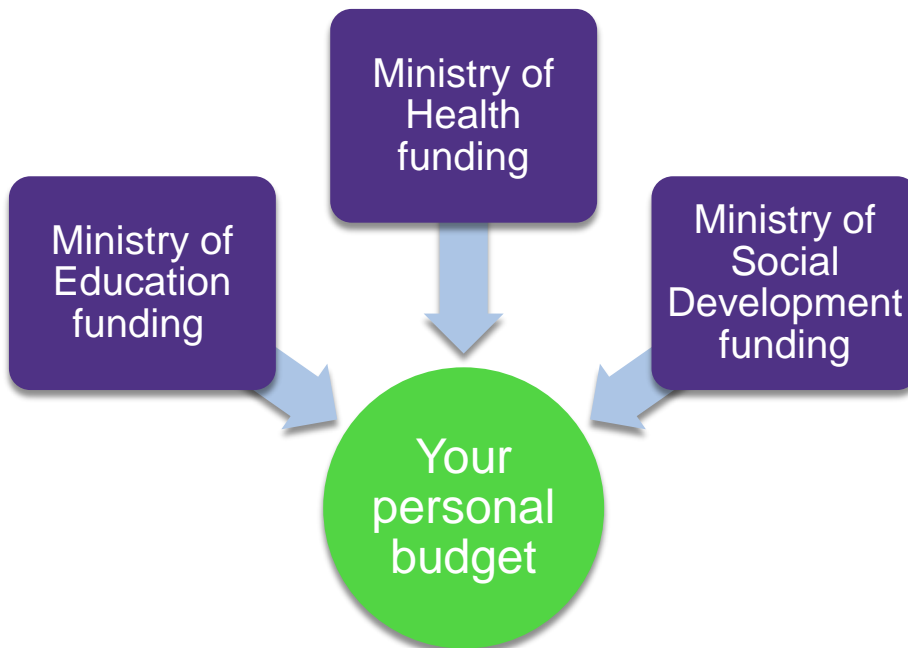 Ministry of
Health
funding
Ministry of
Education
funding
Ministry of
Social
Development
funding
Your
personal
budget